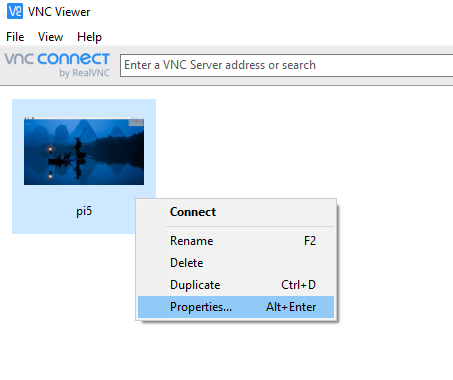 VNC Viewer
File View Help
vnc connect
by RealVNC
Enter a VNC Server address or search
pi5
Connect
Rename F2
Delete
Duplicate Ctrl+D
Properties... Alt+Enter